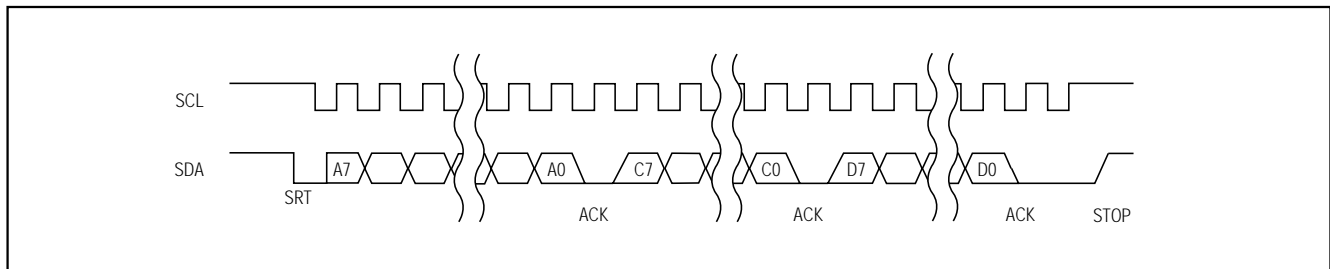 SCL
SDA A7 A0 C7 C0 D7 D0
SRT ACK ACK ACK STOP